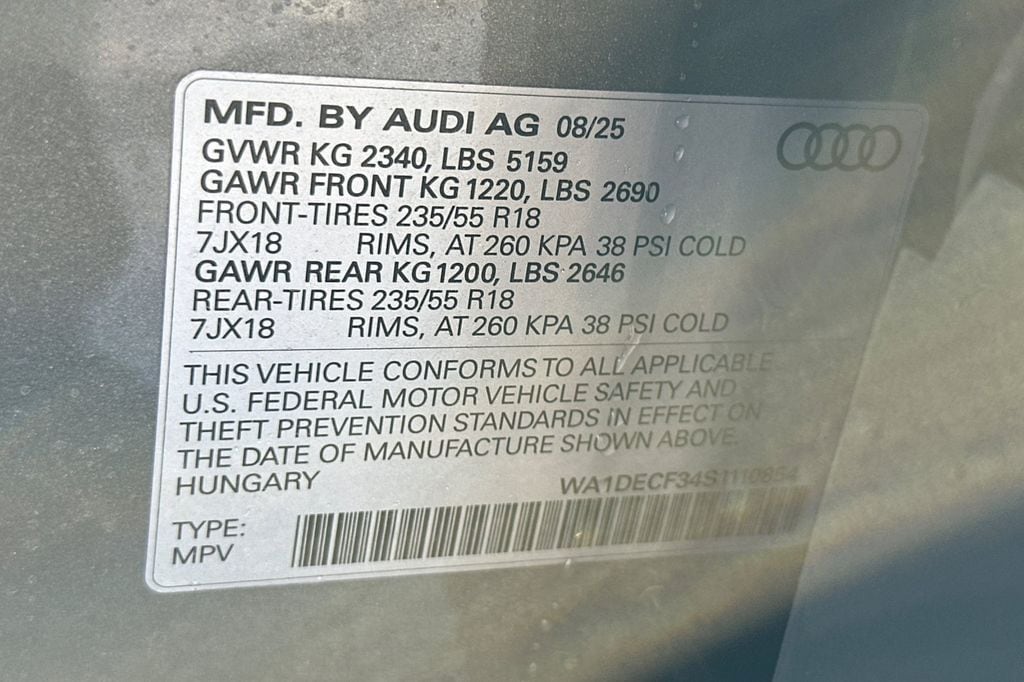 MFD. BY AUDI AG 08/25
GVWR KG 2340, LBS 5159
GAWR FRONT KG 1220, LBS 2690
FRONT-TIRES 235/55 R18
7JX18 RIMS, AT 260 KPA 38 PSI COLD
GAWR REAR KG 1200, LBS 2646
REAR-TIRES 235/55 R18
7JX18 RIMS, AT 260 KPA 38 PSI COLD
THIS VEHICLE CONFORMS TO ALL APPLICABLE
U.S. FEDERAL MOTOR VEHICLE SAFETY AND
THEFT PREVENTION STANDARDS IN EFFECT ON
THE DATE OF MANUFACTURE SHOWN ABOVE.
HUNGARY WA1DECF34S1110854
TYPE:
MPV